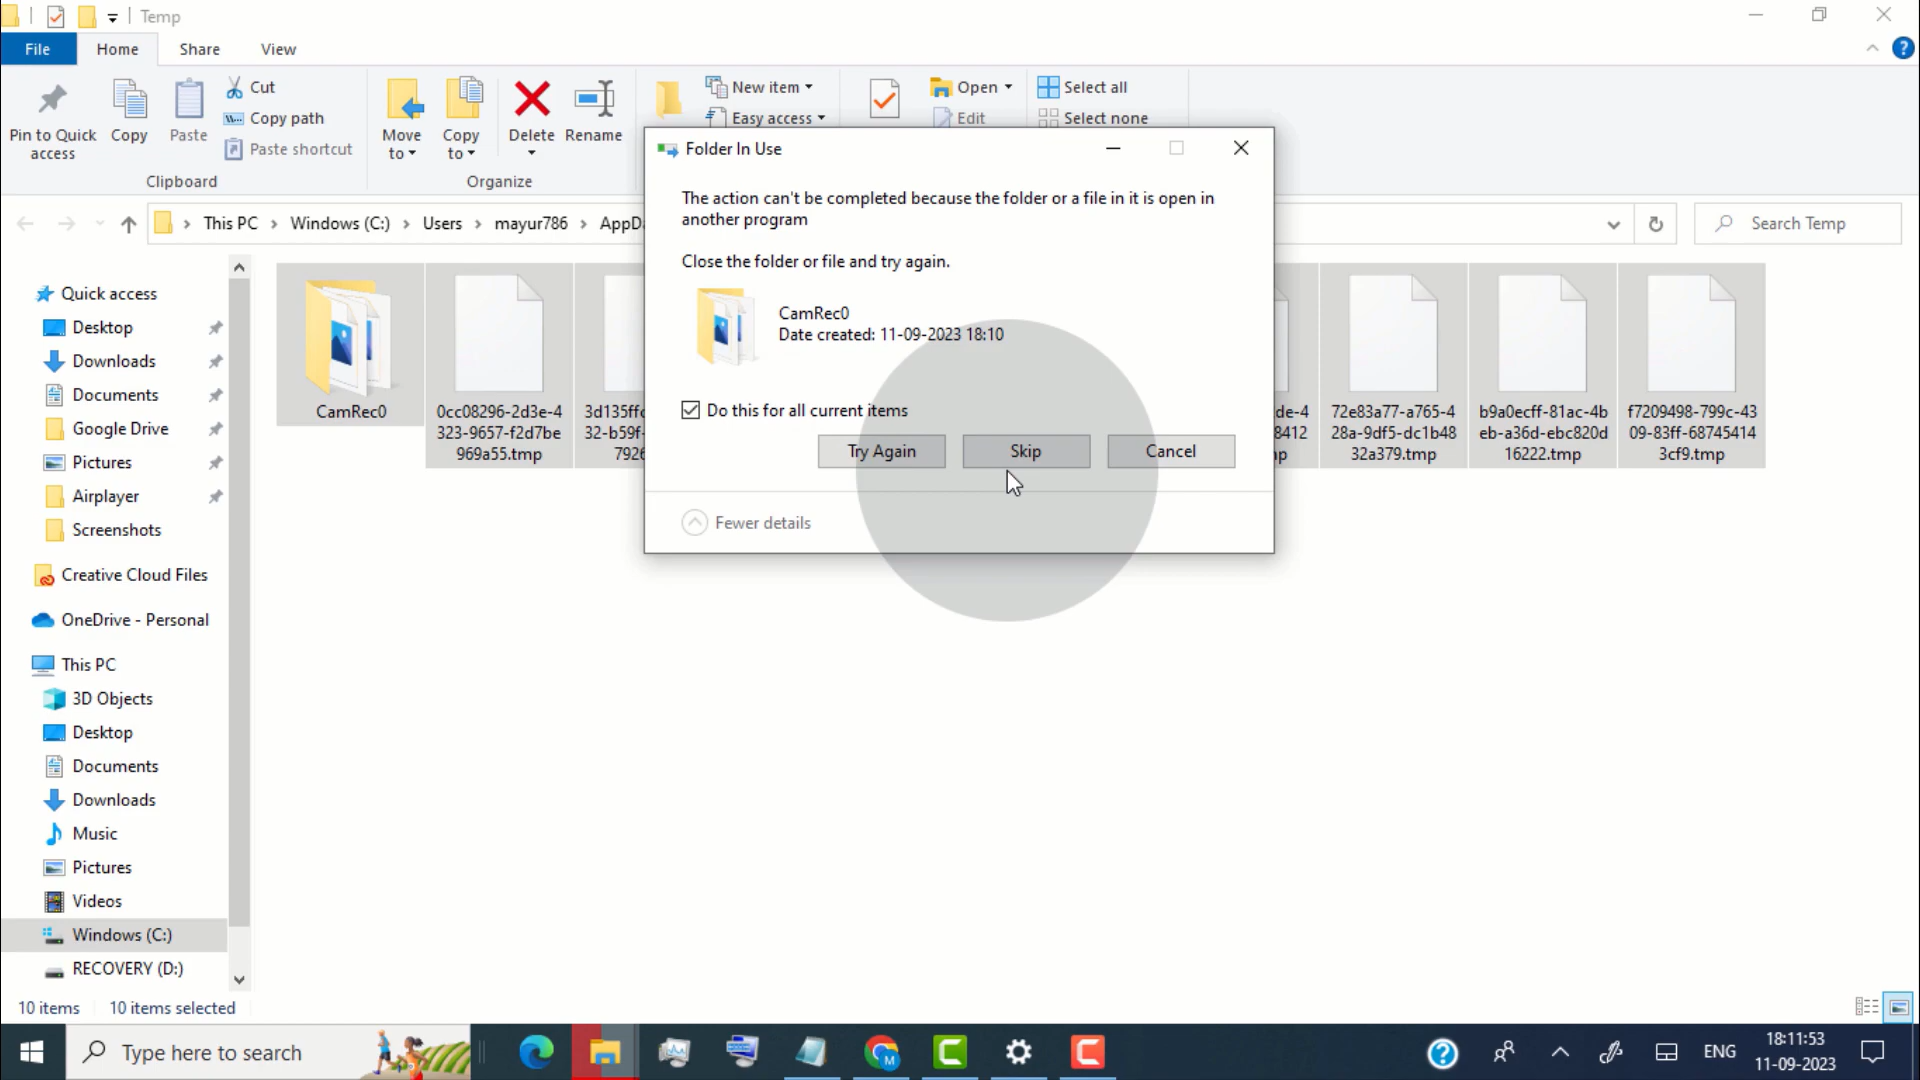 Temp
File
Home
Share
View
Pin to Quick
access
Copy
Paste
Cut
Copy path
Paste shortcut
Clipboard
Move
to
Copy
to
Delete
Rename
Organize
New item
Easy access
Open
Edit
Select all
Select none
This PC
Windows (C:)
Users
mayur786
Search Temp
Quick access
Desktop
Downloads
Documents
Google Drive
Pictures
Airplayer
Screenshots
Creative Cloud Files
OneDrive - Personal
This PC
3D Objects
Desktop
Documents
Downloads
Music
Pictures
Videos
Windows (C:)
RECOVERY (D:)
CamRec0
0cc08296-2d3e-4
323-9657-f2d7be
969a55.tmp
72e83a77-a765-4
28a-9df5-dc1b48
32a379.tmp
b9a0ecff-81ac-4b
eb-a36d-ebc820d
16222.tmp
f7209498-799c-43
09-83ff-68745414
3cf9.tmp
Folder In Use
The action can't be completed because the folder or a file in it is open in
another program
Close the folder or file and try again.
CamRec0
Date created: 11-09-2023 18:10
Do this for all current items
Try Again
Skip
Cancel
Fewer details
10 items
10 items selected
Type here to search
ENG
18:11:53
11-09-2023